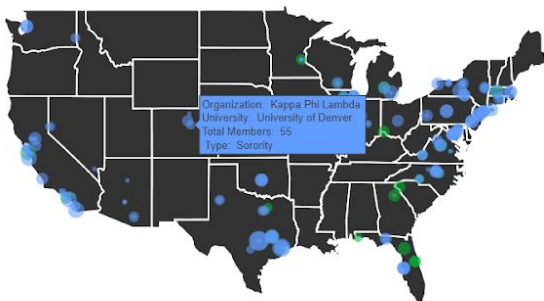 Organization: Kappa Phi Lambda
University: University of Denver
Total Members: 55
Type: Sorority